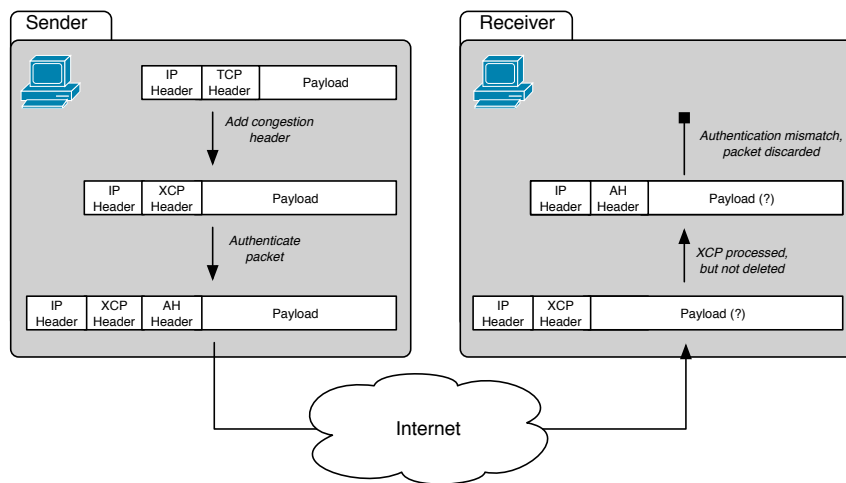 Sender
IP
Header
TCP
Header
Payload
Add congestion
header
IP
Header
XCP
Header
Payload
Authenticate
packet
IP
Header
XCP
Header
AH
Header
Payload
Internet
Receiver
Authentication mismatch,
packet discarded
IP
Header
AH
Header
Payload (?)
XCP processed,
but not deleted
IP
Header
XCP
Header
Payload (?)